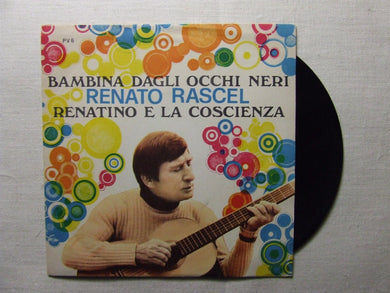 PV 6
BAMBINA DAGLI OCCHI NERI
RENATO RASCEL
RENATINO E LA COSCIENZA